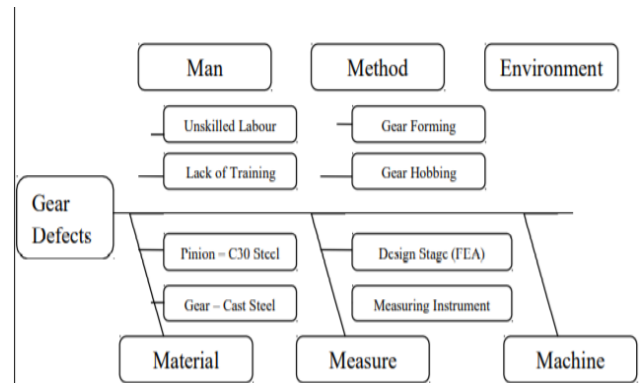 Man
Method
Environment
Unskilled Labour
Gear Forming
Lack of Training
Gear Hobbing
Gear
Defects
Pinion – C30 Steel
Design Stage (FEA)
Gear – Cast Steel
Measuring Instrument
Material
Measure
Machine